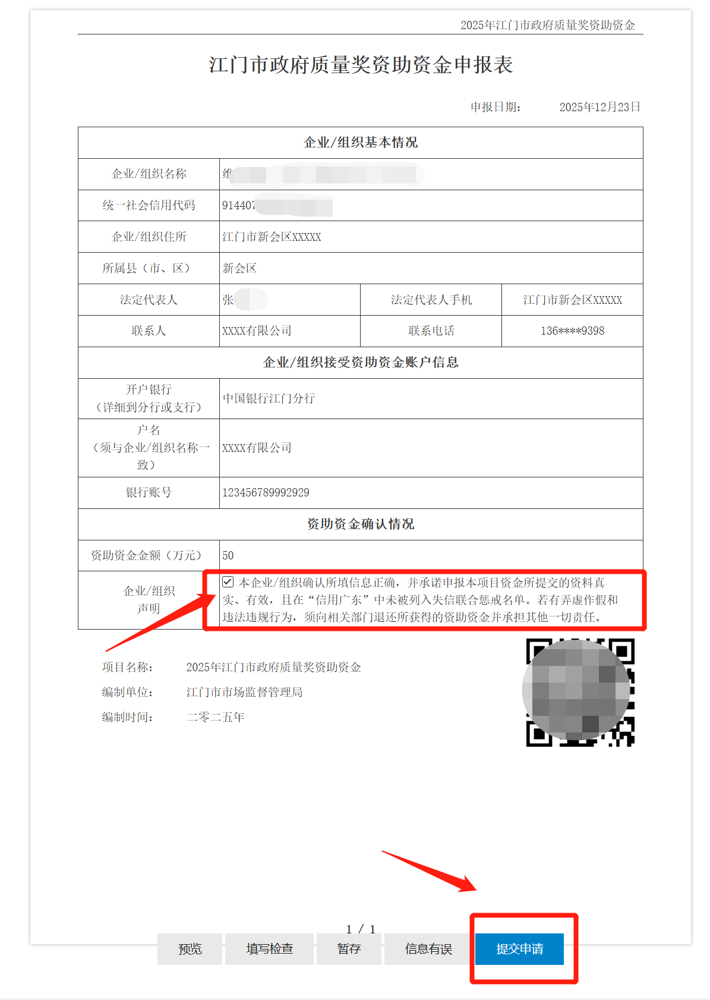 2025年江门市政府质量奖资助资金
江门市政府质量奖资助资金申报表
申报日期： 2025年12月23日
企业/组织基本情况
企业/组织名称 维
统一社会信用代码 914407
企业/组织住所 江门市新会区XXXXX
所属县（市、区） 新会区
法定代表人 张 法定代表人手机 江门市新会区XXXXX
联系人 XXXX有限公司 联系电话 136****9398
企业/组织接受资助资金账户信息
开户银行
（详细到分行或支行） 中国银行江门分行
户名
（须与企业/组织名称一
致） XXXX有限公司
银行账号 123456789992929
资助资金确认情况
资助资金金额（万元） 50
企业/组织
声明
本企业/组织确认所填信息正确，并承诺申报本项目资金所提交的资料真
实、有效，且在“信用广东”中未被列入失信联合惩戒名单。若有弄虚作假和
违法违规行为，须向相关部门退还所获得的资助资金并承担其他一切责任。
项目名称： 2025年江门市政府质量奖资助资金
编制单位： 江门市市场监督管理局
编制时间： 二零二五年
1 / 1
预览 填写检查 暂存 信息有误 提交申请